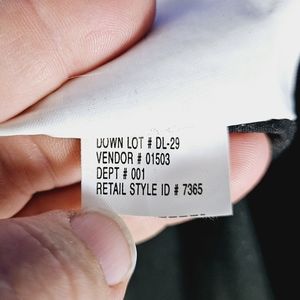 DOWN LOT # DL-29
VENDOR # 01503
DEPT # 001
RETAIL STYLE ID # 7365